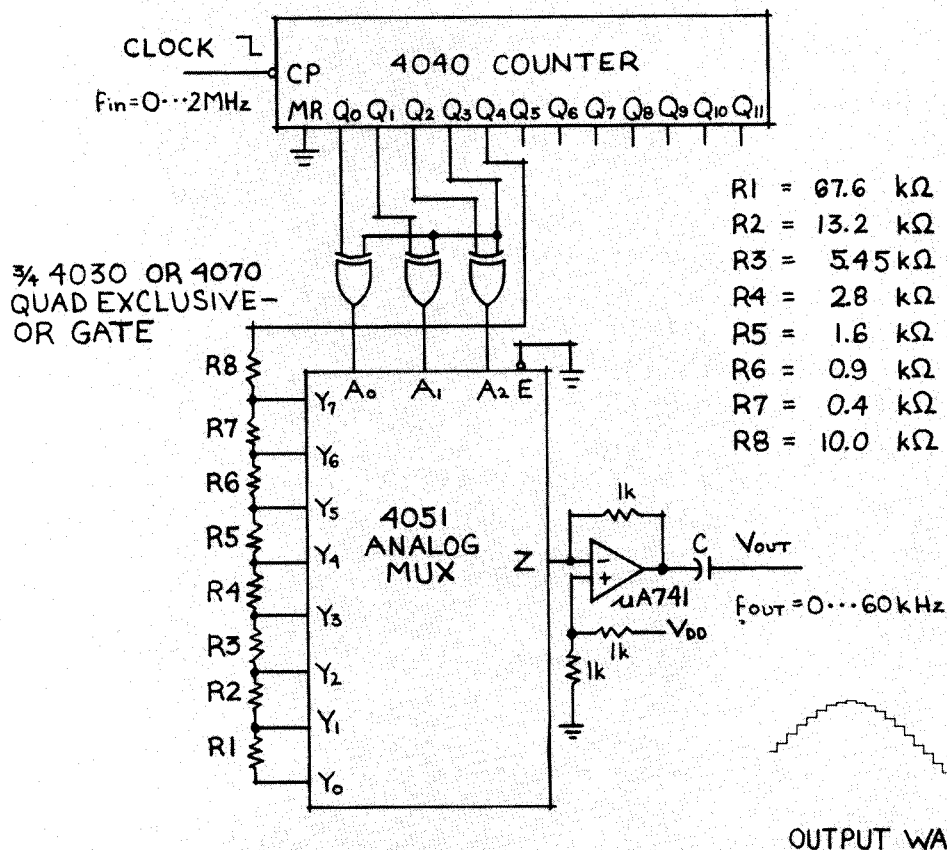 CLOCK
4040 COUNTER
CP
fin=0···2MHz
MR Q0 Q1 Q2 Q3 Q4 Q5 Q6 Q7 Q8 Q9 Q10 Q11
R1 = 67.6 kΩ
R2 = 13.2 kΩ
R3 = 5.45 kΩ
R4 = 2.8 kΩ
R5 = 1.6 kΩ
R6 = 0.9 kΩ
R7 = 0.4 kΩ
R8 = 10.0 kΩ
3/4 4030 OR 4070
QUAD EXCLUSIVE-
OR GATE
R8
R7
R6
R5
R4
R3
R2
R1
A0 A1 A2 E
Y7
Y6
Y5
Y4
Y3
Y2
Y1
Y0
4051
ANALOG
MUX
Z
1k
-
+
μA741
C
VOUT
fOUT=0···60kHz
VDD
1k
1k
OUTPUT WA